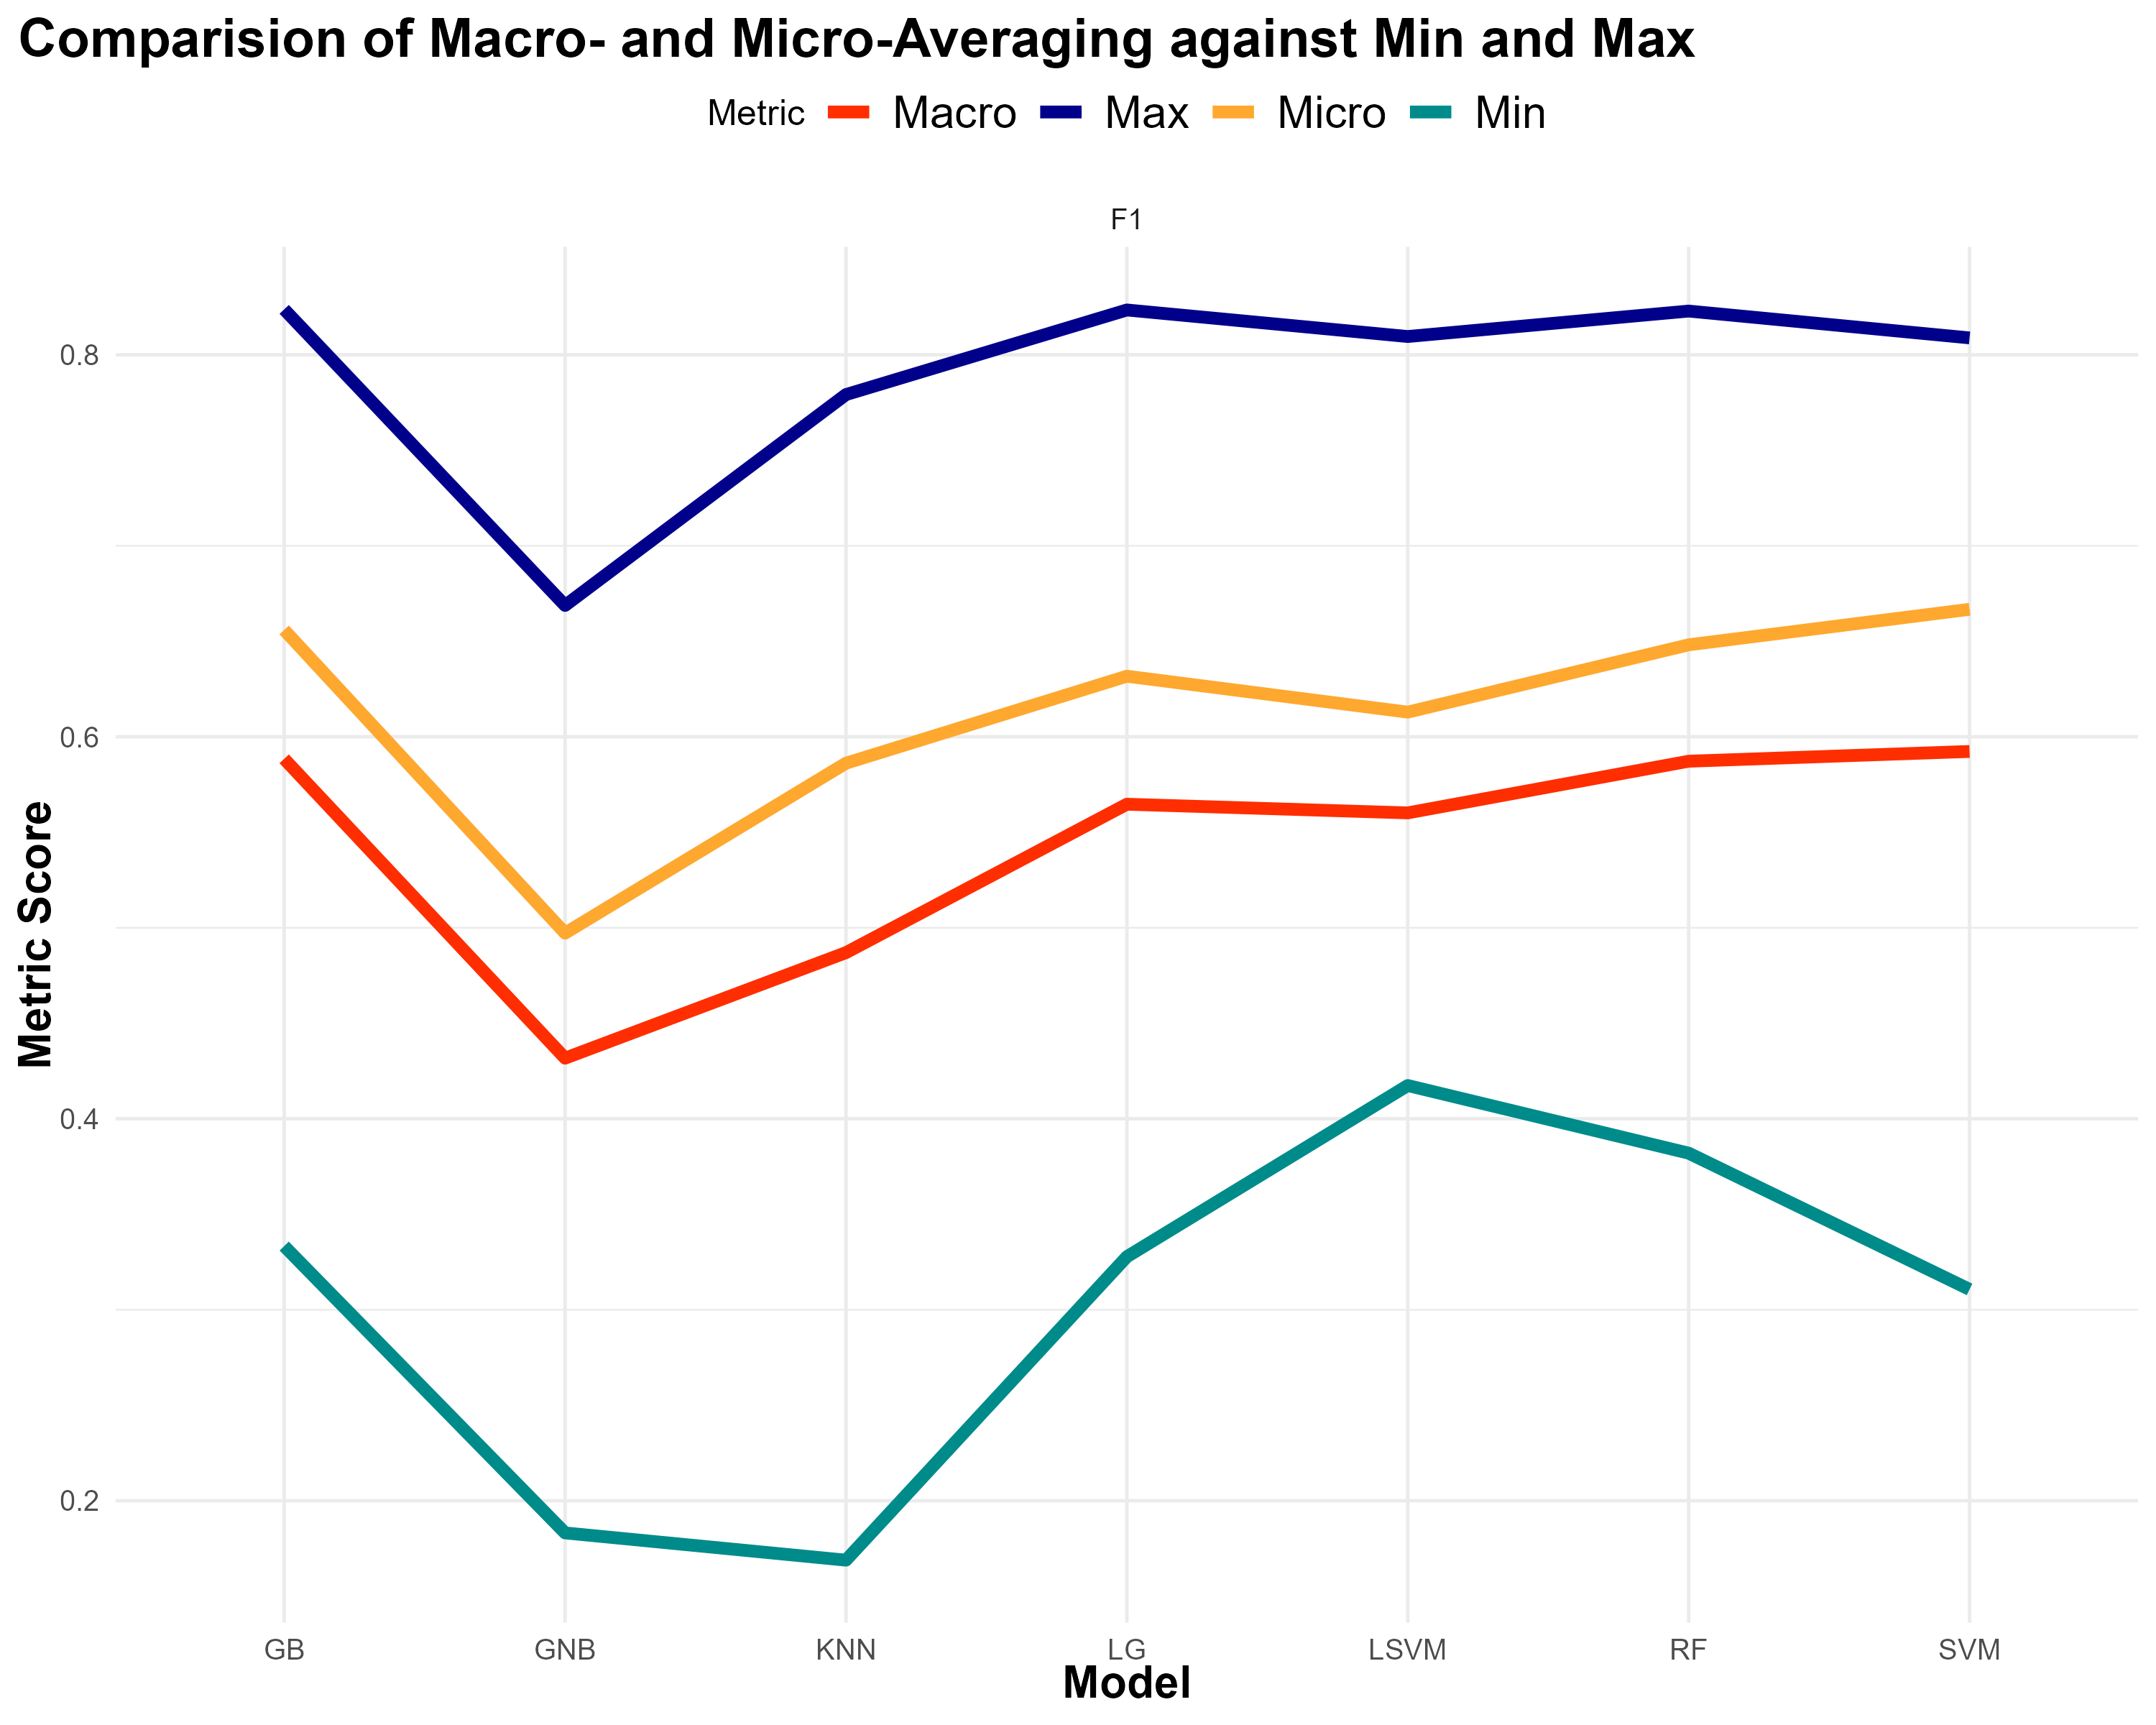 Comparision of Macro- and Micro-Averaging against Min and Max
Metric Macro Max Micro Min
F1
0.8
0.6
0.4
0.2
Metric Score
GB GNB KNN LG LSVM RF SVM
Model